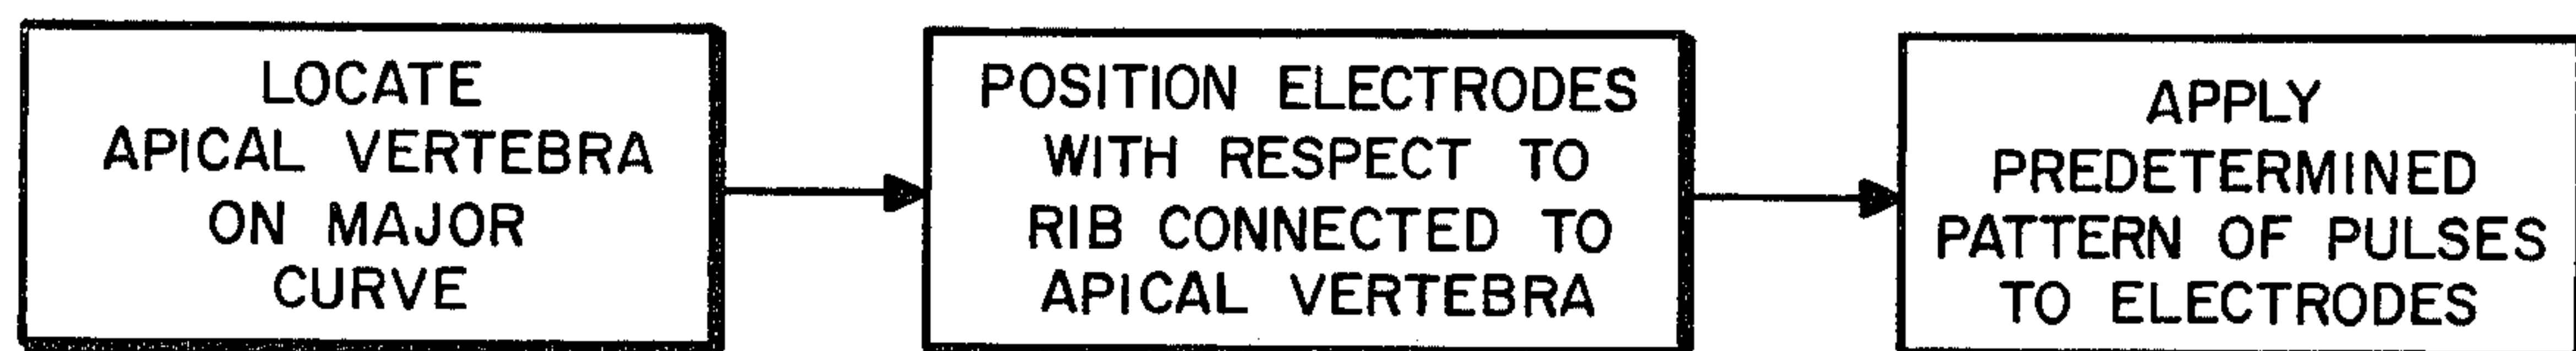 LOCATE
APICAL VERTEBRA
ON MAJOR
CURVE
POSITION ELECTRODES
WITH RESPECT TO
RIB CONNECTED TO
APICAL VERTEBRA
APPLY
PREDETERMINED
PATTERN OF PULSES
TO ELECTRODES